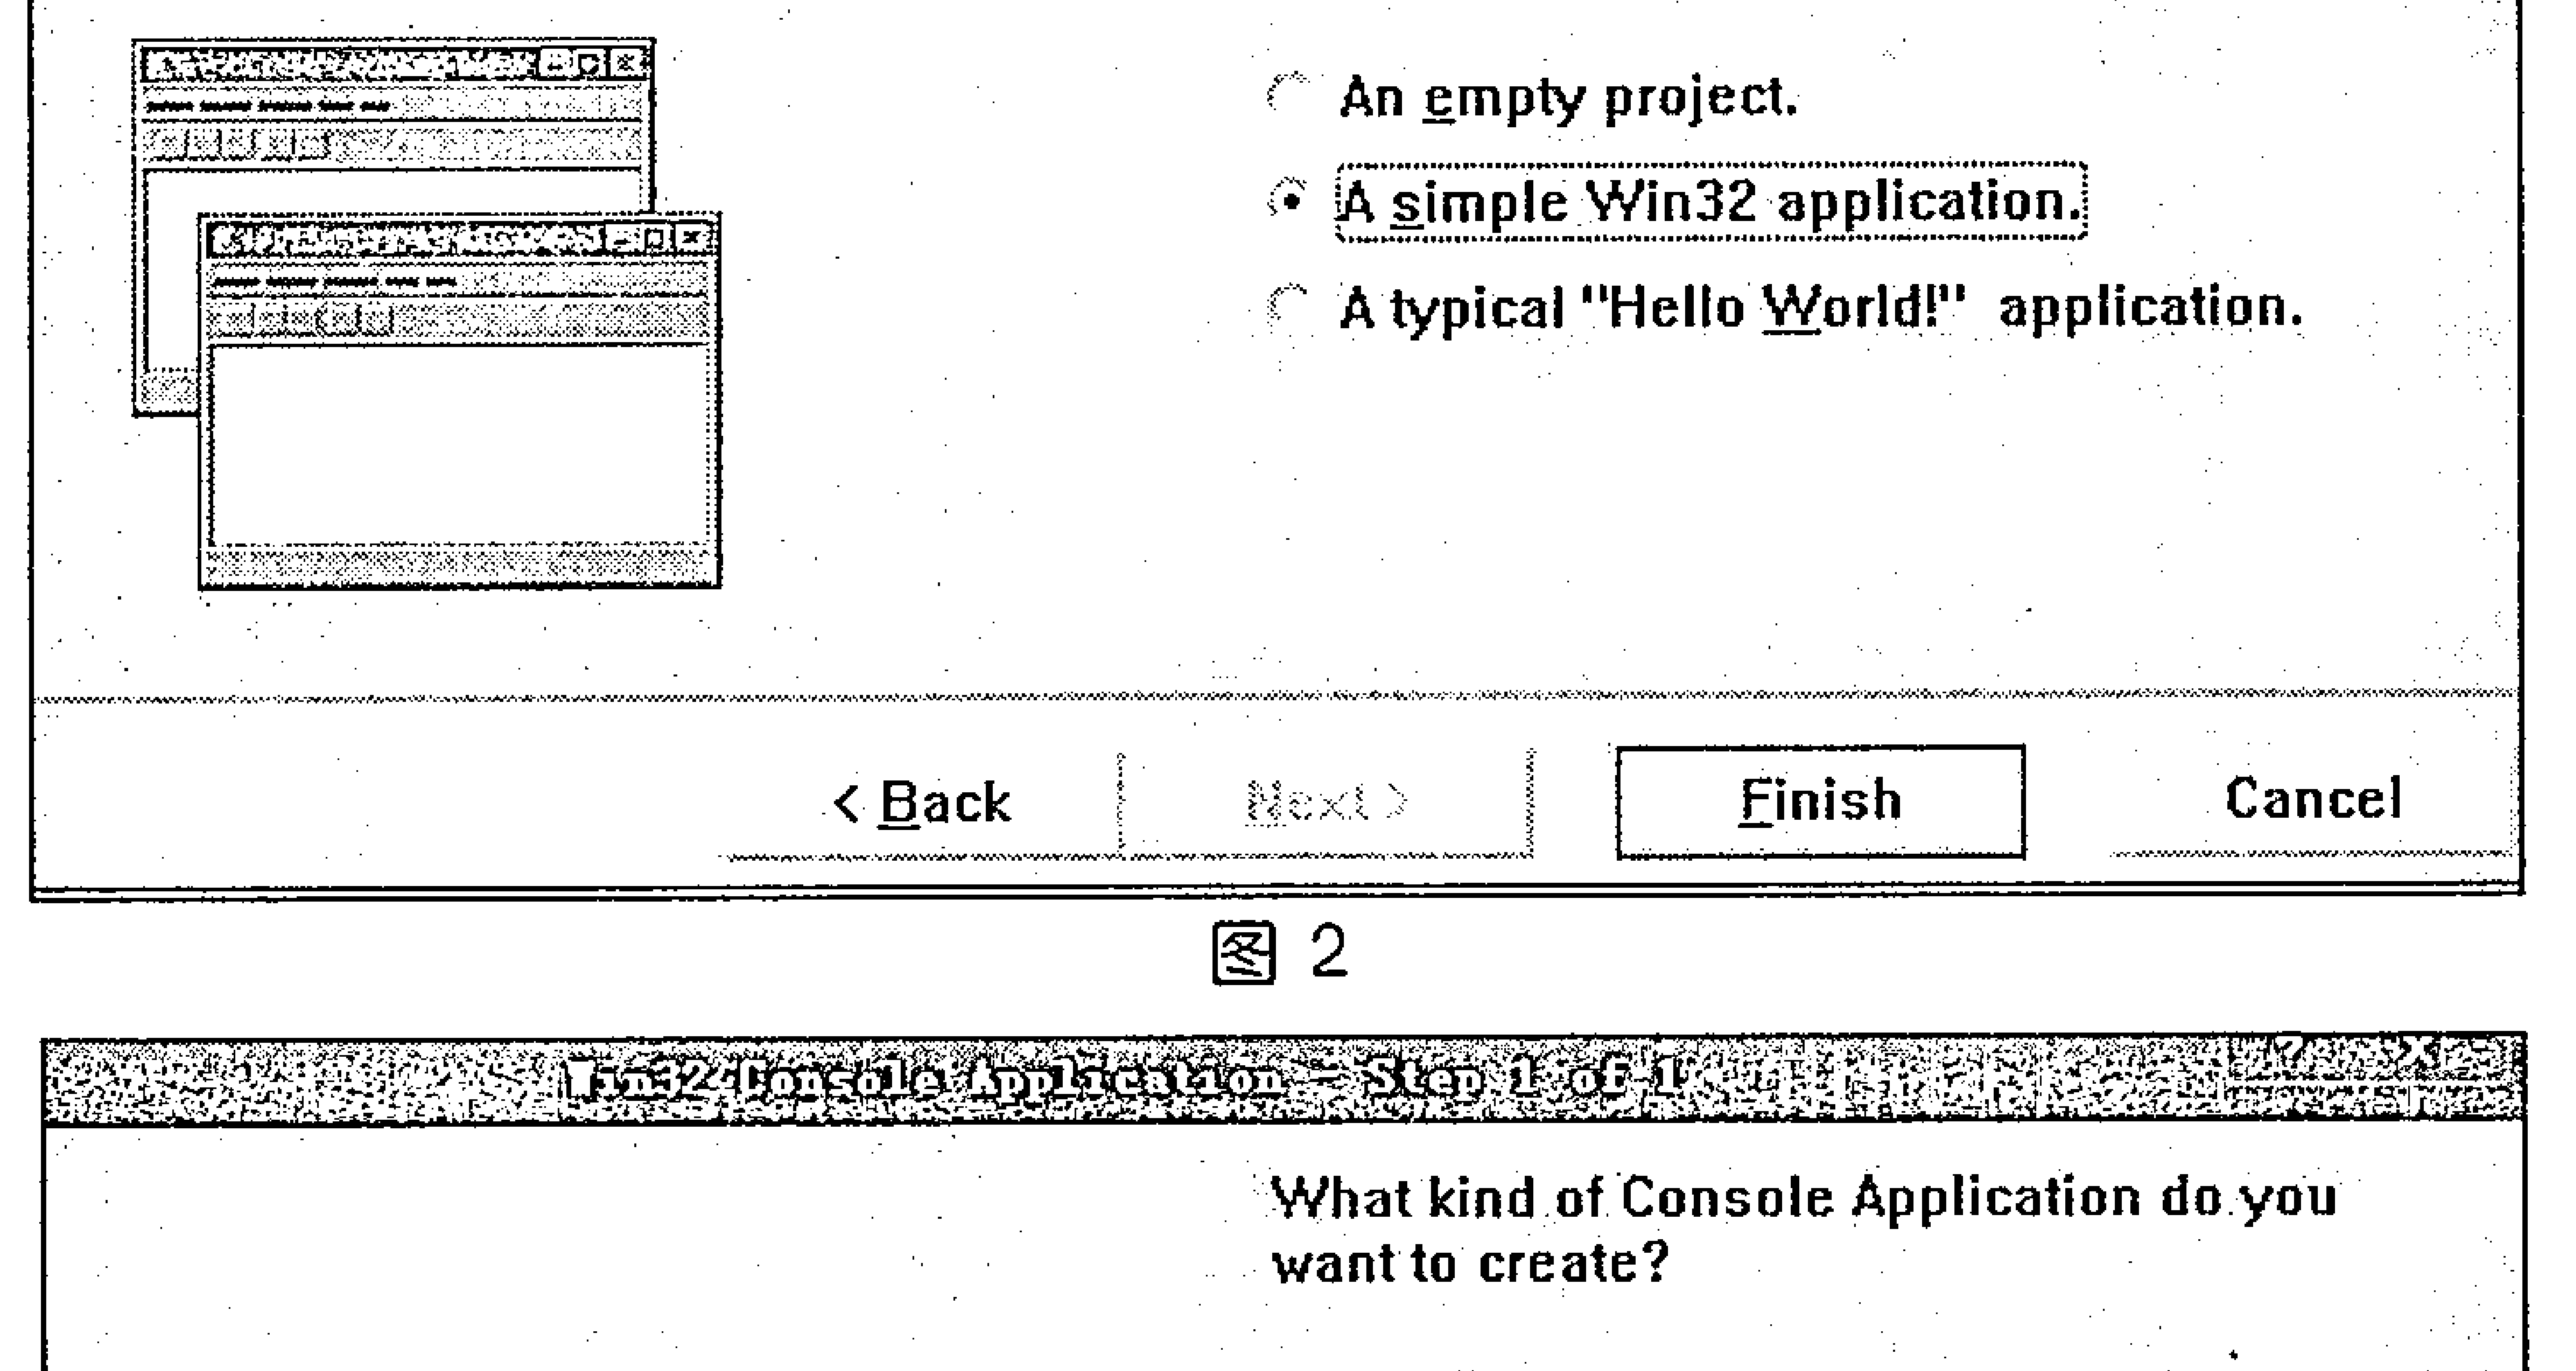 An empty project.
A simple Win32 application.
A typical "Hello World!" application.
< Back
Next >
Finish
Cancel
图 2
Win32 Console Application - Step 1 of 1
What kind of Console Application do you
want to create?